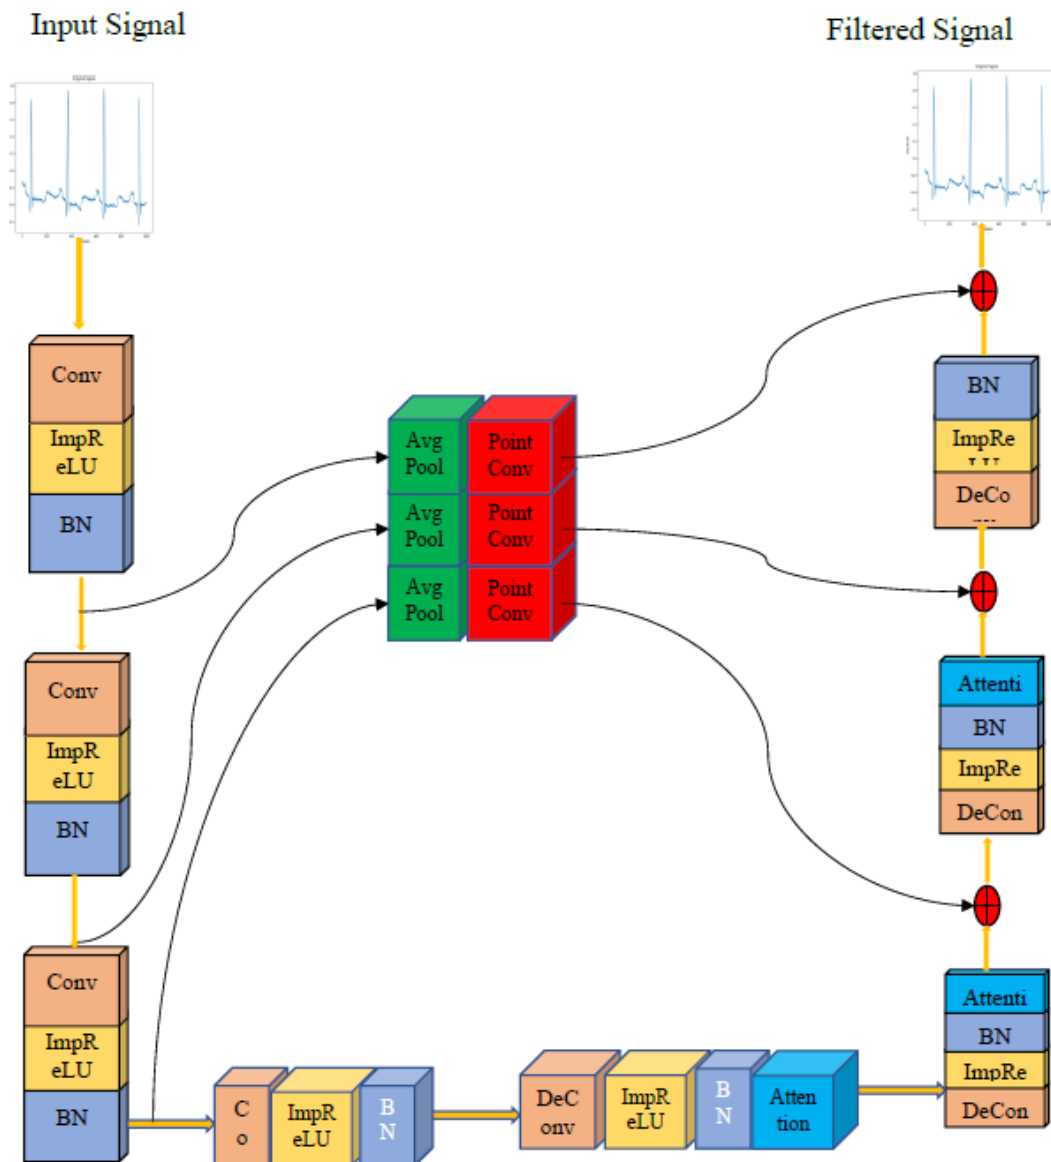 Input Signal
Filtered Signal
Conv
ImpR
eLU
BN
Conv
ImpR
eLU
BN
Conv
ImpR
eLU
BN
Avg
Pool
Point
Conv
Avg
Pool
Point
Conv
Avg
Pool
Point
Conv
C
o
ImpR
eLU
B
N
DeC
onv
ImpR
eLU
B
N
Atten
tion
BN
ImpRe
DeCo
Attenti
BN
ImpRe
DeCon
Attenti
BN
ImpRe
DeCon